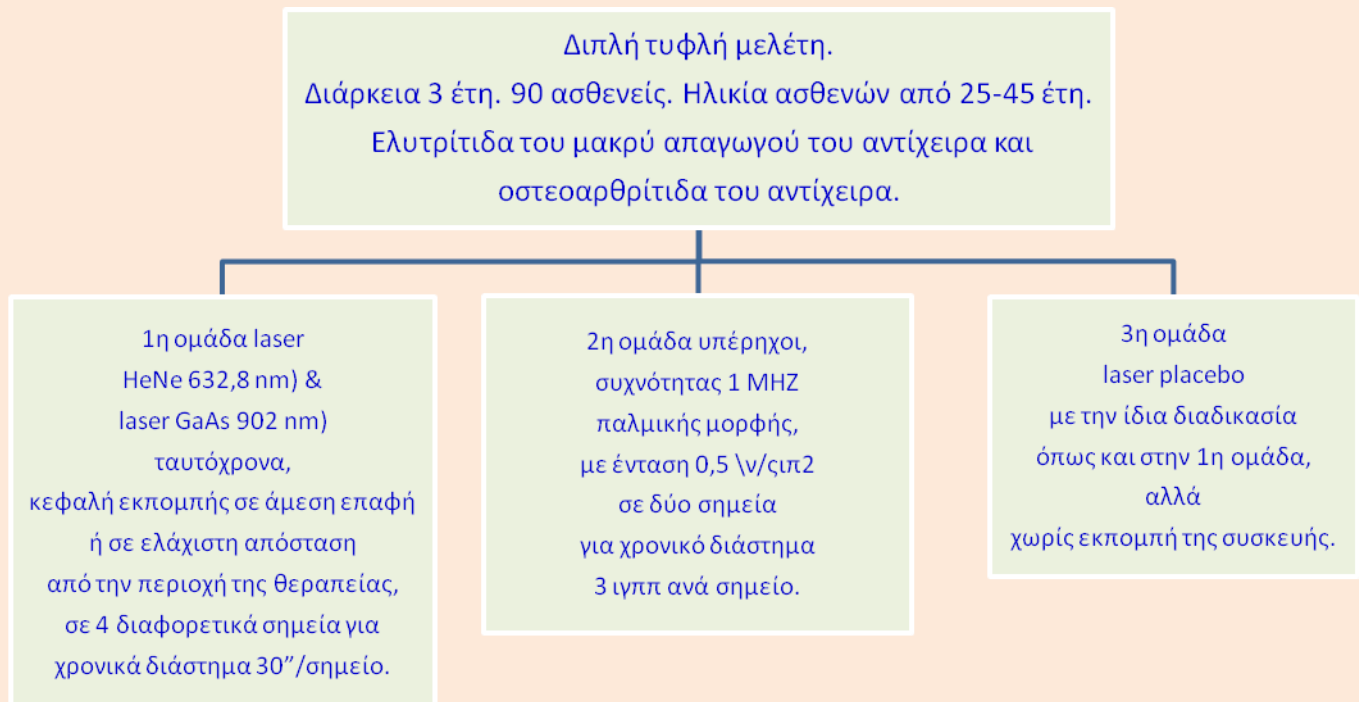 Διπλή τυφλή μελέτη.
Διάρκεια 3 έτη. 90 ασθενείς. Ηλικία ασθενών από 25-45 έτη.
Ελυτρίτιδα του μακρύ απαγωγού του αντίχειρα και
οστεοαρθρίτιδα του αντίχειρα.
1η ομάδα laser
HeNe 632,8 nm) &
laser GaAs 902 nm)
ταυτόχρονα,
κεφαλή εκπομπής σε άμεση επαφή
ή σε ελάχιστη απόσταση
από την περιοχή της θεραπείας,
σε 4 διαφορετικά σημεία για
χρονικά διάστημα 30”/σημείο.
2η ομάδα υπέρηχοι,
συχνότητας 1 MHZ
παλμικής μορφής,
με ένταση 0,5 \ν/ςιπ2
σε δύο σημεία
για χρονικό διάστημα
3 ιγππ ανά σημείο.
3η ομάδα
laser placebo
με την ίδια διαδικασία
όπως και στην 1η ομάδα,
αλλά
χωρίς εκπομπή της συσκευής.